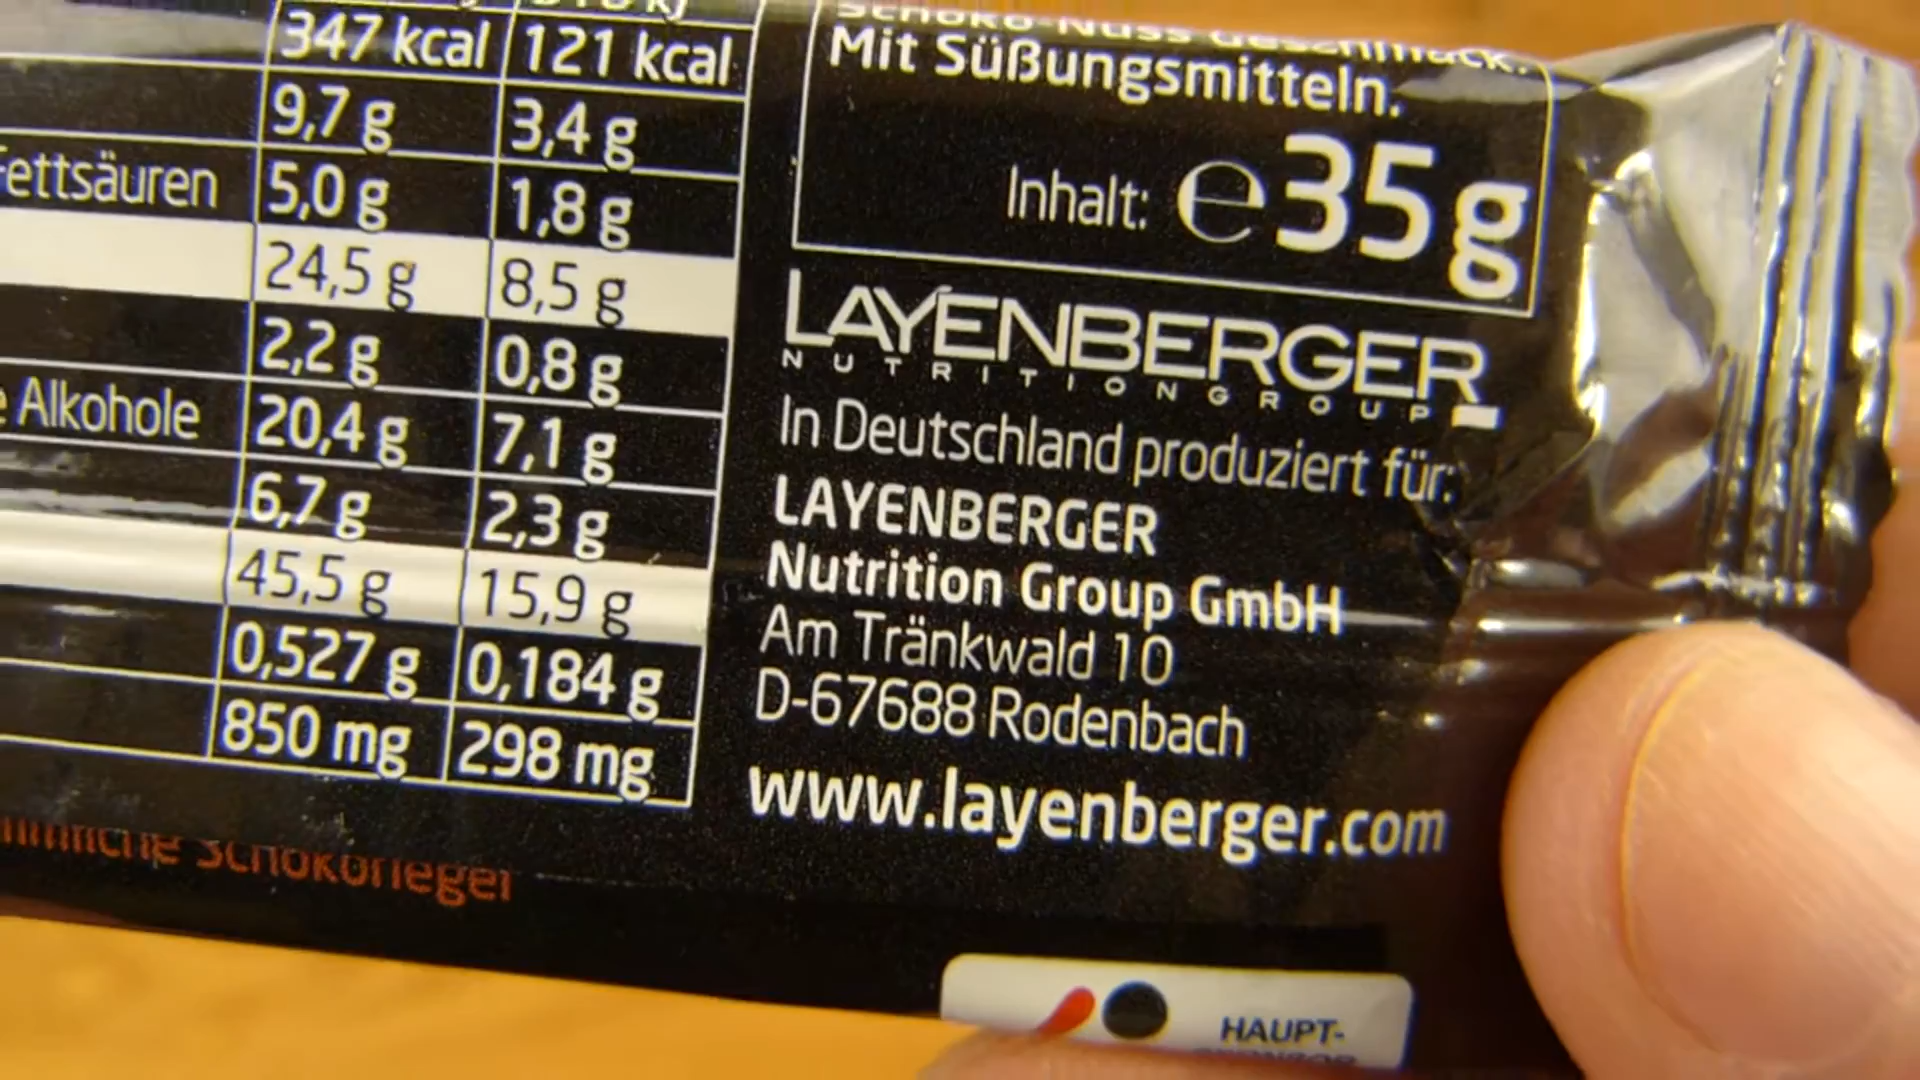 347 kcal 121 kcal
9,7 g 3,4 g
Fettsäuren 5,0 g 1,8 g
24,5 g 8,5 g
2,2 g 0,8 g
Alkohole 20,4 g 7,1 g
6,7 g 2,3 g
45,5 g 15,9 g
0,527 g 0,184 g
850 mg 298 mg
Schokoriegel
Schoko-Nuss Geschmack.
Mit Süßungsmitteln.
Inhalt: ℮35g
LAYENBERGER
NUTRITION GROUP
In Deutschland produziert für:
LAYENBERGER
Nutrition Group GmbH
Am Tränkwald 10
D-67688 Rodenbach
www.layenberger.com
HAUPT-